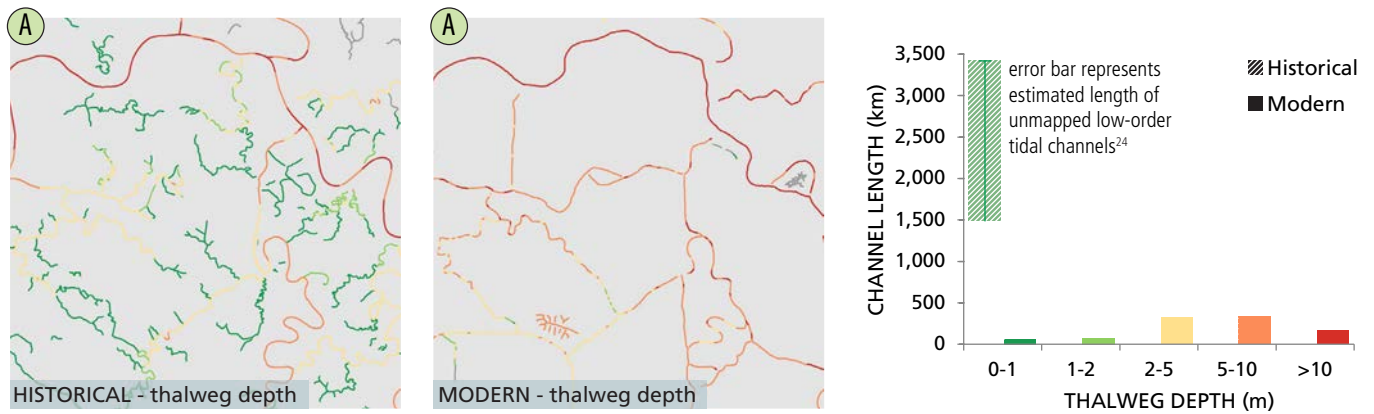 A
HISTORICAL - thalweg depth
A
MODERN - thalweg depth
CHANNEL LENGTH (km)
3,500
3,000
2,500
2,000
1,500
1,000
500
0
error bar represents
estimated length of
unmapped low-order
tidal channels24
Historical
Modern
0-1
1-2
2-5
5-10
>10
THALWEG DEPTH (m)